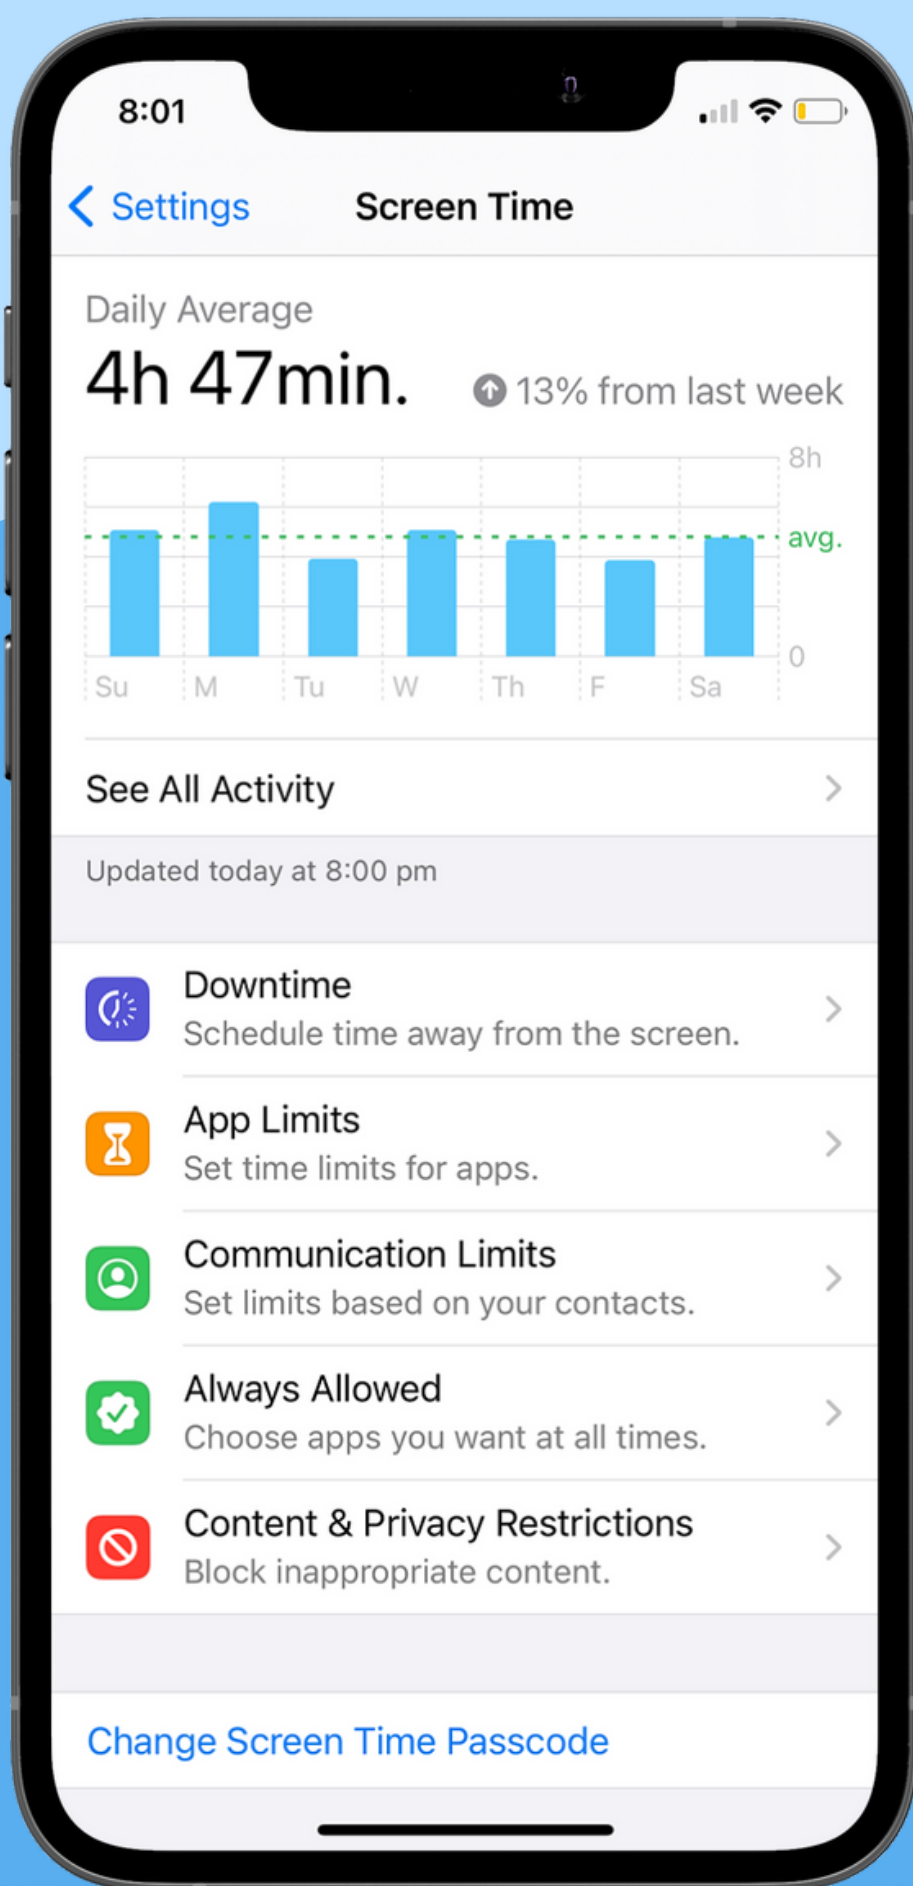 8:01
Settings
Screen Time
Daily Average
4h 47min.
13% from last week
8h
avg.
0
Su M Tu W Th F Sa
See All Activity
Updated today at 8:00 pm
Downtime
Schedule time away from the screen.
App Limits
Set time limits for apps.
Communication Limits
Set limits based on your contacts.
Always Allowed
Choose apps you want at all times.
Content & Privacy Restrictions
Block inappropriate content.
Change Screen Time Passcode